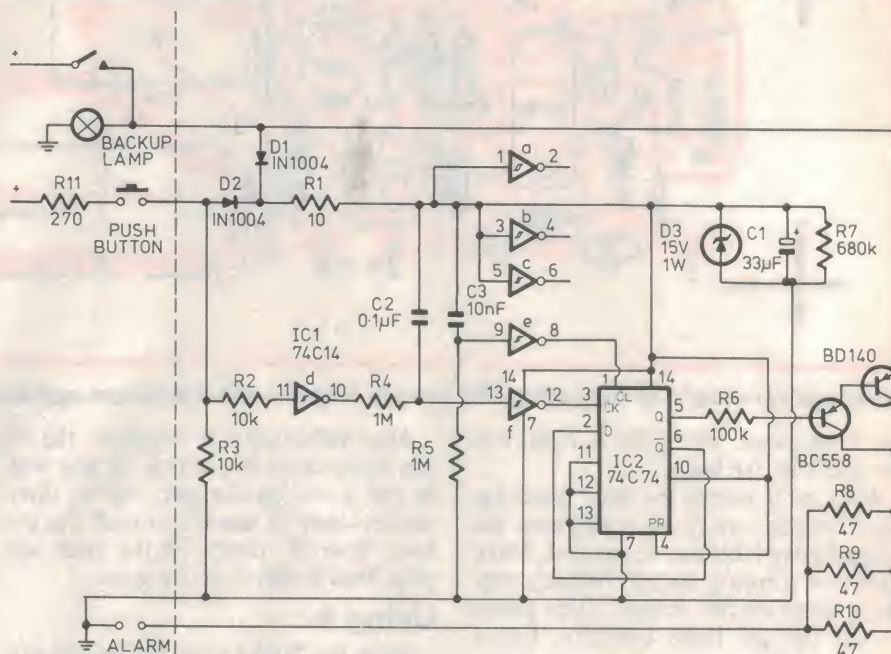 +
BACKUP
LAMP
D1
IN1004
+
R11
270
PUSH
BUTTON
D2
IN1004
R1
10
1 a 2
3 b 4
5 c 6
D3
15V
1W
C1
33µF
+
R7
680k
C2
0·1µF
C3
10nF
9 e 8
IC1
74C14
R2
10k
11 d 10
R4
1M
14
13 f 12
7
R3
10k
R5
1M
1
CL
14
3
CK
2
D
11
12
13
IC2
74C74
Q
5
Q̅
6
10
PR
7
4
R6
100k
BD140
BC558
R8
47
R9
47
R10
47
ALARM